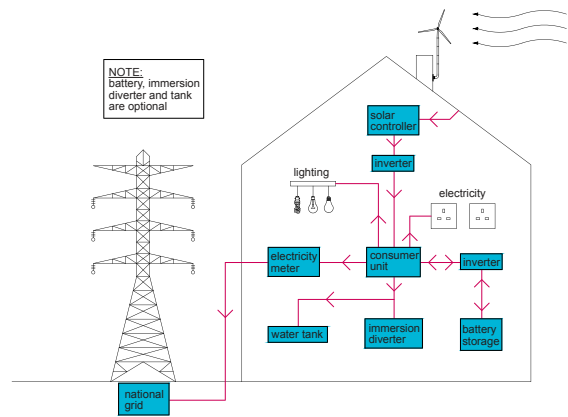 NOTE:
battery, immersion
diverter and tank
are optional
solar
controller
inverter
lighting
electricity
electricity
meter
consumer
unit
inverter
water tank
immersion
diverter
battery
storage
national
grid